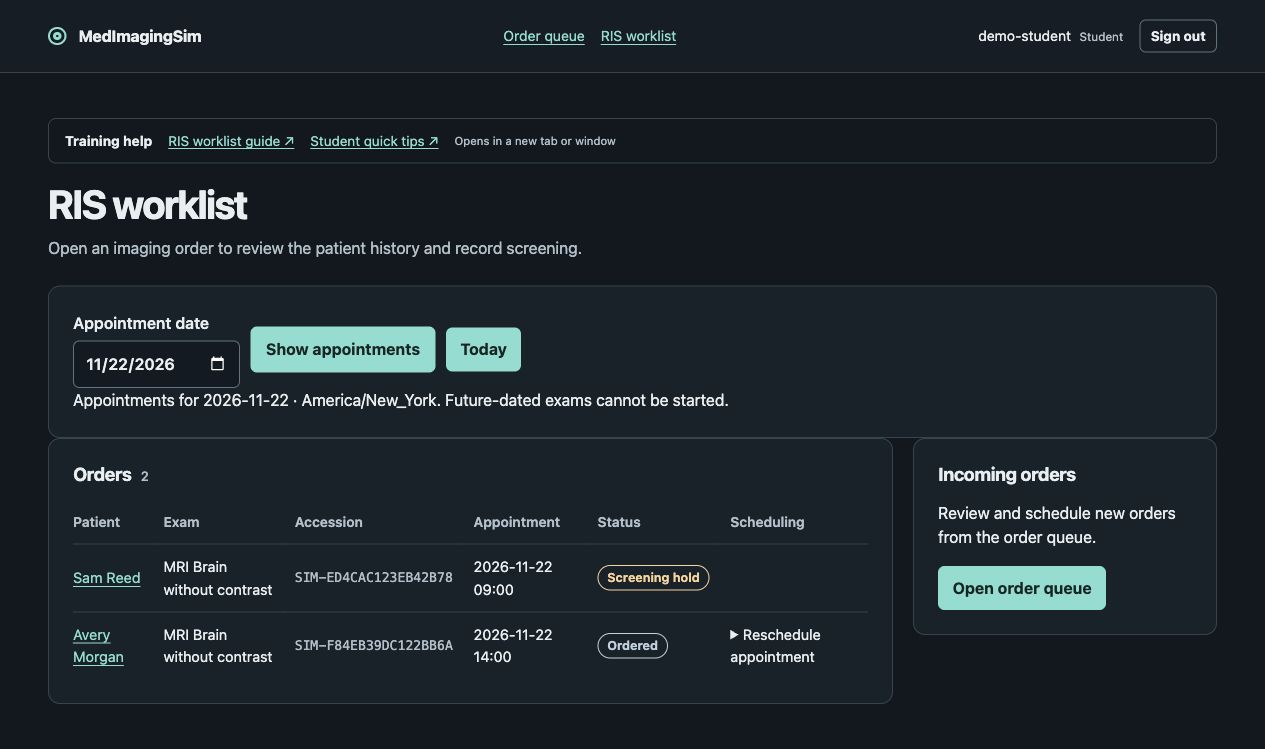 MedImagingSim
Order queue RIS worklist
demo-student Student Sign out
Training help RIS worklist guide ↗ Student quick tips ↗ Opens in a new tab or window
RIS worklist
Open an imaging order to review the patient history and record screening.
Appointment date
11/22/2026
Show appointments
Today
Appointments for 2026-11-22 · America/New_York. Future-dated exams cannot be started.
Orders 2
Patient Exam Accession Appointment Status Scheduling
Sam Reed
MRI Brain
without contrast
SIM-ED4CAC123EB42B78
2026-11-22
09:00
Screening hold
Avery
Morgan
MRI Brain
without contrast
SIM-F84EB39DC122BB6A
2026-11-22
14:00
Ordered
▶ Reschedule
appointment
Incoming orders
Review and schedule new orders
from the order queue.
Open order queue